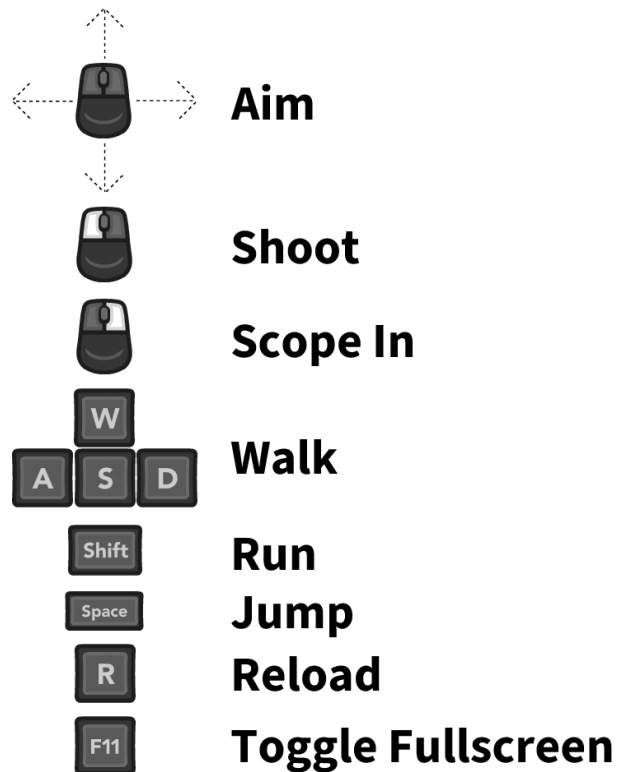 Aim
Shoot
Scope In
W
A S D
Walk
Shift Run
Space Jump
R Reload
F11 Toggle Fullscreen